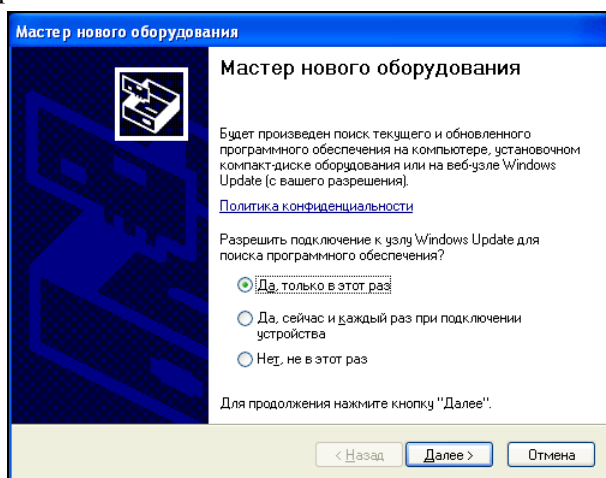 Мастер нового оборудования
Мастер нового оборудования
Будет произведен поиск текущего и обновленного
программного обеспечения на компьютере, установочном
компакт-диске оборудования или на веб-узле Windows
Update (с вашего разрешения).
Политика конфиденциальности
Разрешить подключение к узлу Windows Update для
поиска программного обеспечения?
Да, только в этот раз
Да, сейчас и каждый раз при подключении
устройства
Нет, не в этот раз
Для продолжения нажмите кнопку "Далее".
< Назад Далее > Отмена